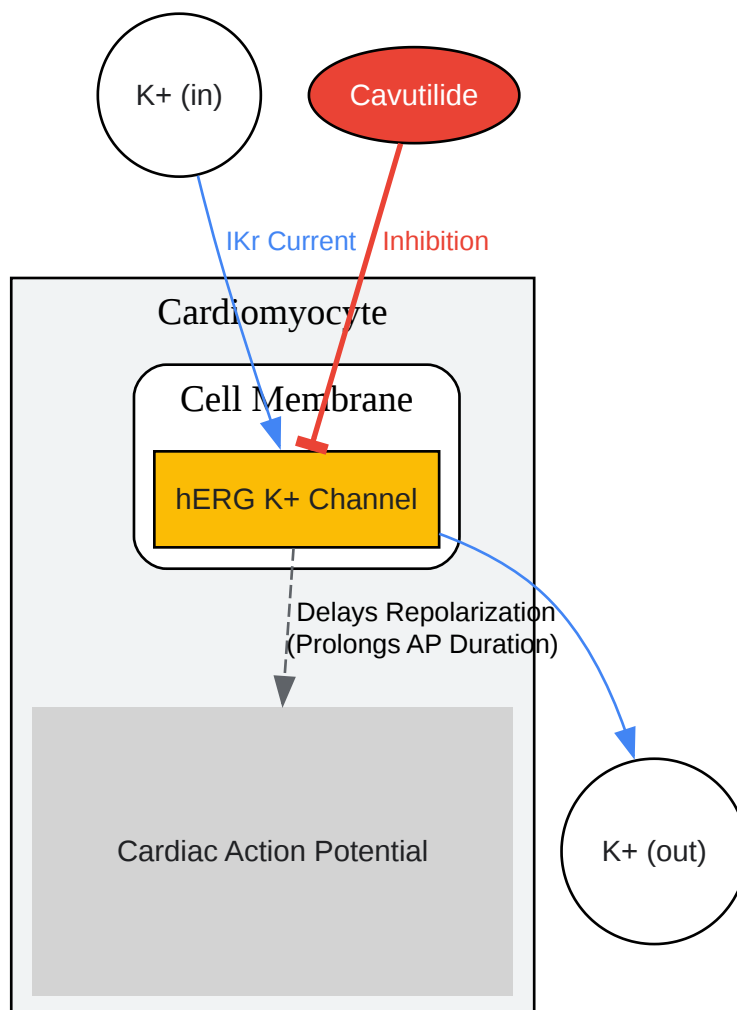 K+ (in)
Cavutilide
IKr Current
Inhibition
Cardiomyocyte
Cell Membrane
hERG K+ Channel
Delays Repolarization
(Prolongs AP Duration)
Cardiac Action Potential
K+ (out)